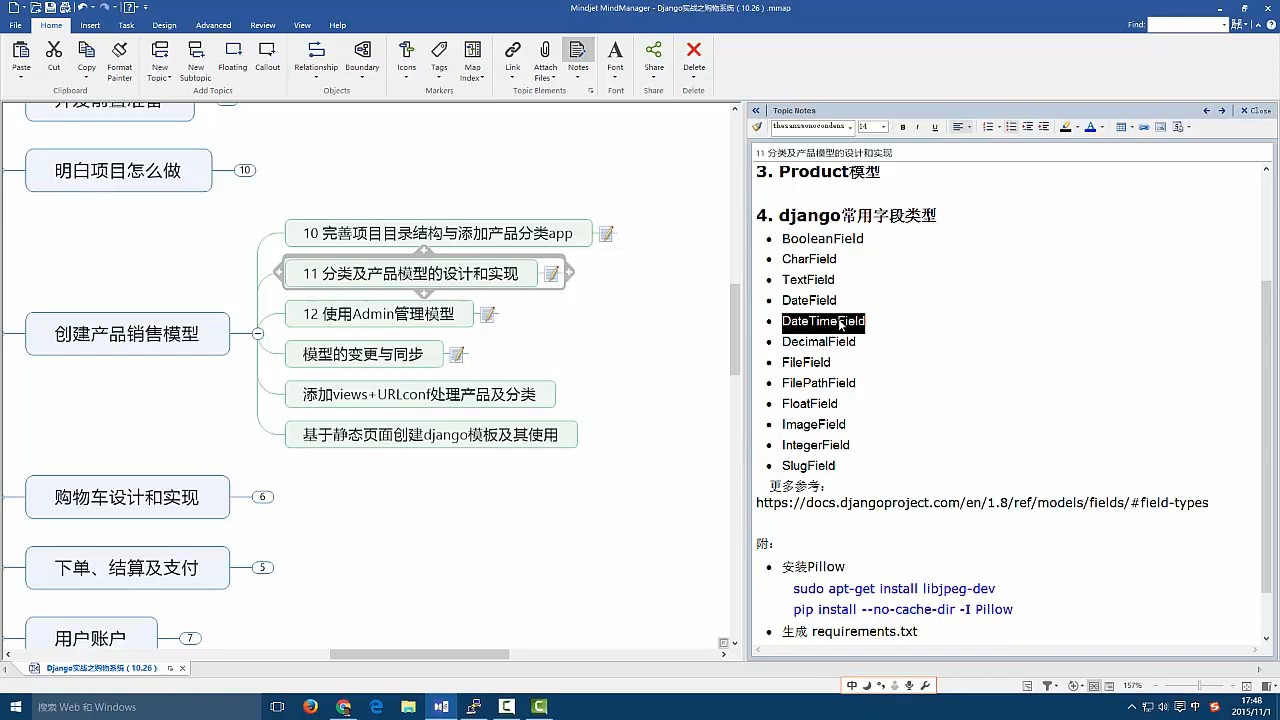 Mindjet MindManager - Django实战之购物系统 (10.26) .mmap
File Home Insert Task Design Advanced Review View Help
Find:
Paste Cut Copy Format Painter
New Topic New Subtopic Floating Callout
Relationship Boundary
Icons Tags Map Index
Link Attach Files Notes
Font Share Delete
Clipboard Add Topics Objects Markers Topic Elements Font Share Delete
开发前置准备
明白项目怎么做 10
10 完善项目目录结构与添加产品分类app
11 分类及产品模型的设计和实现
12 使用Admin管理模型
创建产品销售模型
模型的变更与同步
添加views+URLconf处理产品及分类
基于静态页面创建django模板及其使用
购物车设计和实现 6
下单、结算及支付 5
用户账户 7
Topic Notes Close
14 B I U
11 分类及产品模型的设计和实现
3. Product模型
4. django常用字段类型
BooleanField
CharField
TextField
DateField
DateTimeField
DecimalField
FileField
FilePathField
FloatField
ImageField
IntegerField
SlugField
更多参考:
https://docs.djangoproject.com/en/1.8/ref/models/fields/#field-types
附:
安装Pillow
sudo apt-get install libjpeg-dev
pip install --no-cache-dir -I Pillow
生成 requirements.txt
Django实战之购物系统 (10.26)
中
157%
搜索 Web 和 Windows
中
17:48
2015/11/1